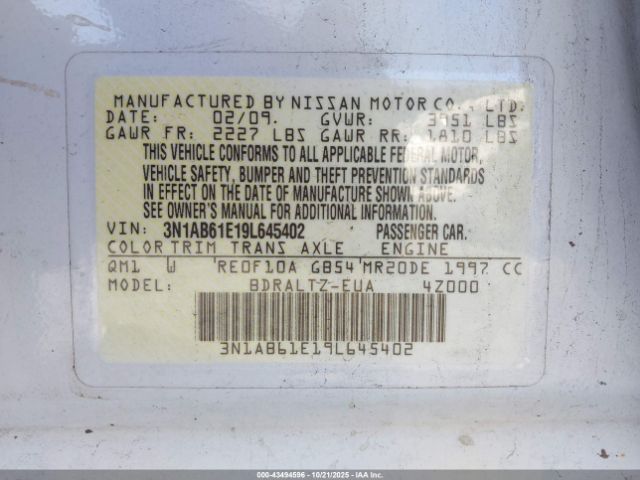 MANUFACTURED BY NISSAN MOTOR CO., LTD.
DATE: 02/09. GVWR: 3951 LBS
GAWR FR: 2227 LBS GAWR RR: 1810 LBS
THIS VEHICLE CONFORMS TO ALL APPLICABLE FEDERAL MOTOR,
VEHICLE SAFETY, BUMPER AND THEFT PREVENTION STANDARDS
IN EFFECT ON THE DATE OF MANUFACTURE SHOWN ABOVE.
SEE OWNER'S MANUAL FOR ADDITIONAL INFORMATION.
VIN: 3N1AB61E19L645402 PASSENGER CAR.
COLOR TRIM TRANS AXLE ENGINE
QM1 W RE0F10A GB54 MR20DE 1997 CC
MODEL: BDRALTZ-EUA 4Z000
3N1AB61E19L645402
000-43494596 - 10/21/2025 - IAAI.COM